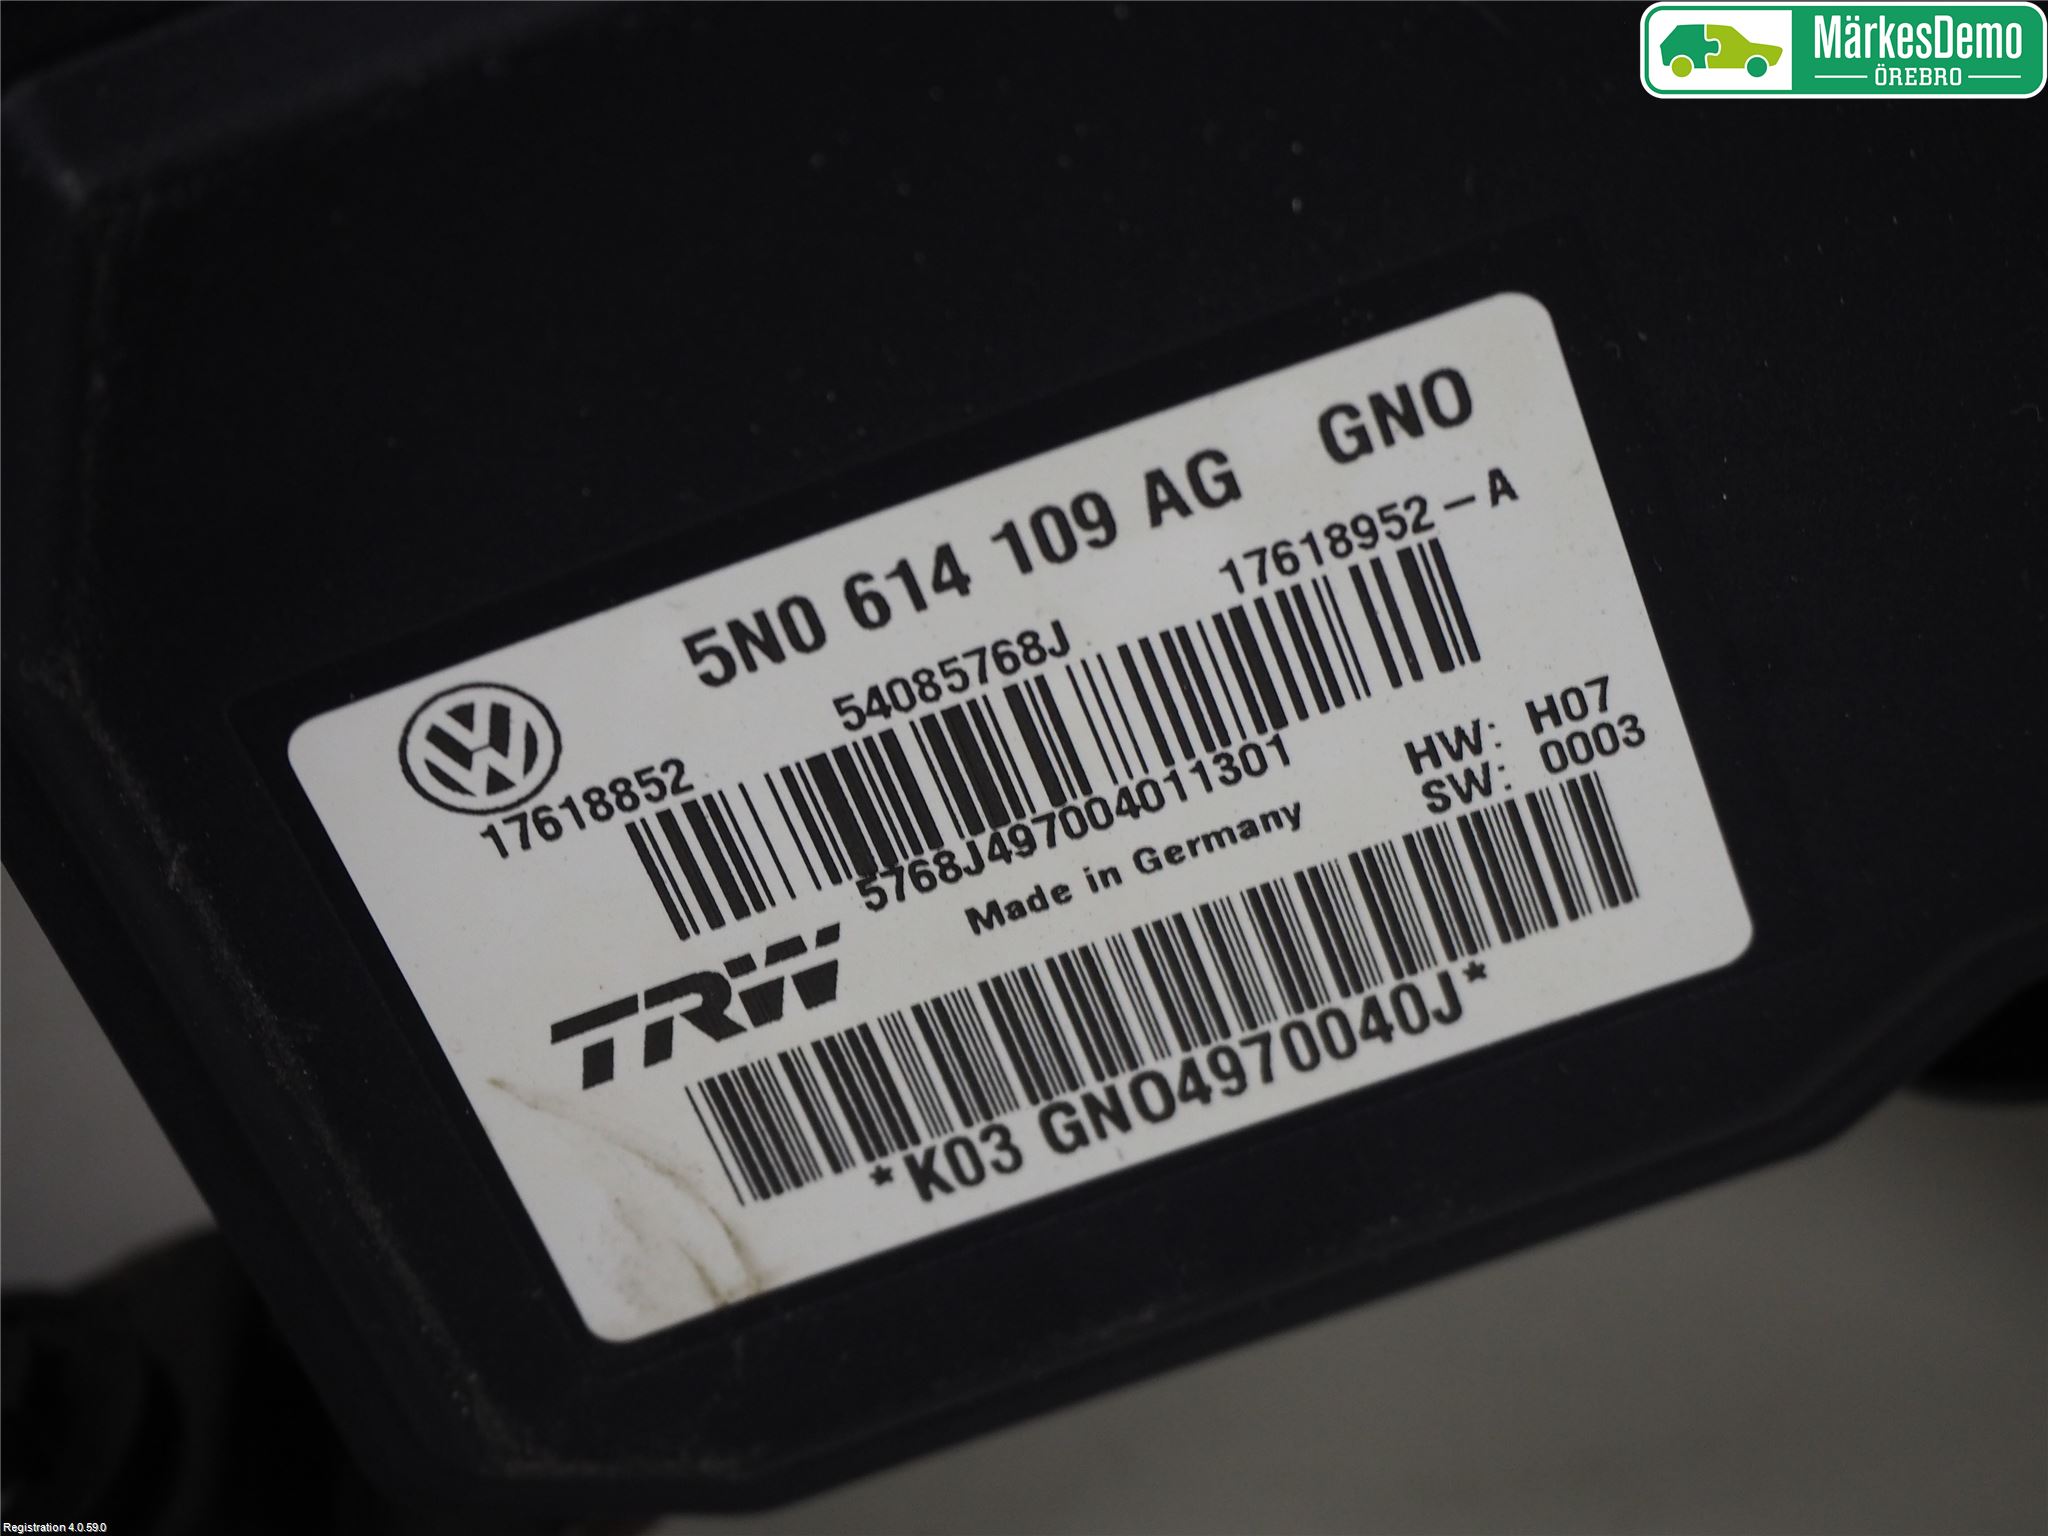 MärkesDemo
ÖREBRO
5N0 614 109 AG GNO
17618852 54085768J 17618952-A
5768J497004011301
HW: H07
SW: 0003
Made in Germany
TRW
*K03 GNO4970040J*
Registration 4.0.59.0